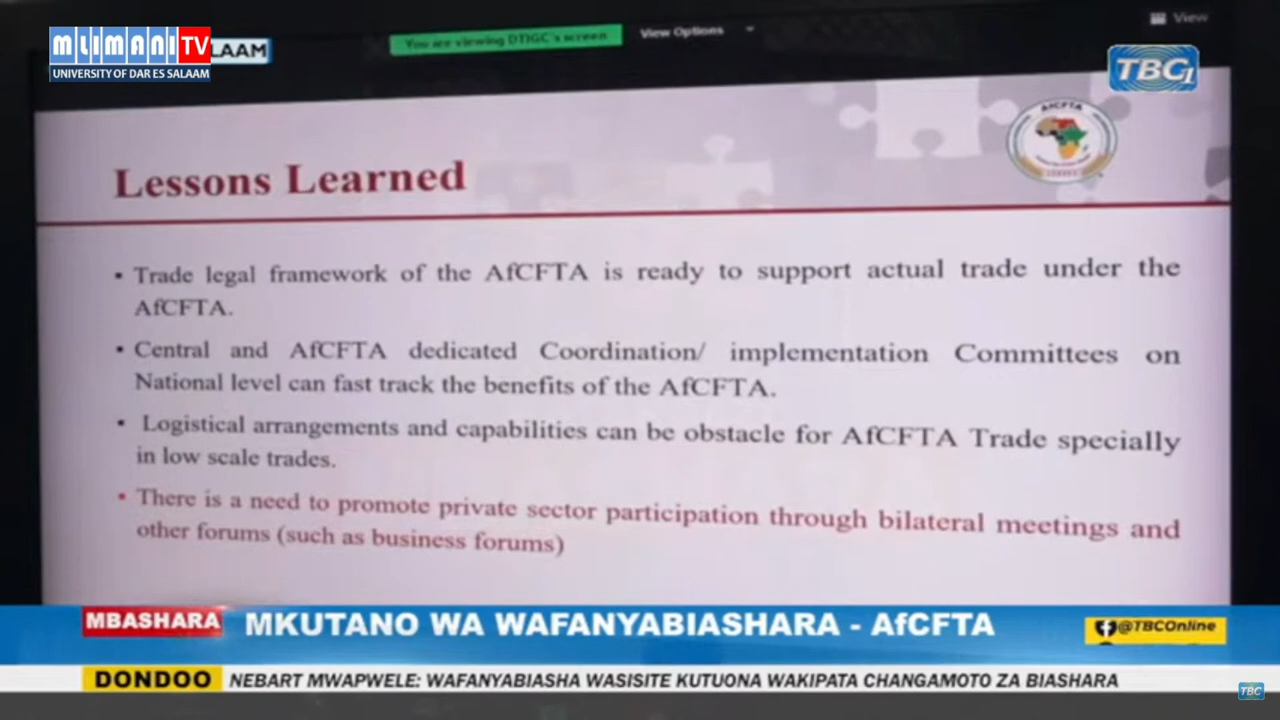 MLIMANI TV
LAAM
UNIVERSITY OF DAR ES SALAAM
You are viewing DTIGC's screen
View Options
View
TBC1
AfCFTA
Lessons Learned
▪ Trade legal framework of the AfCFTA is ready to support actual trade under the
AfCFTA.
▪ Central and AfCFTA dedicated Coordination/ implementation Committees on
National level can fast track the benefits of the AfCFTA.
▪ Logistical arrangements and capabilities can be obstacle for AfCFTA Trade specially
in low scale trades.
▪ There is a need to promote private sector participation through bilateral meetings and
other forums (such as business forums)
MBASHARA
MKUTANO WA WAFANYABIASHARA - AfCFTA
@TBCOnline
DONDOO
NEBART MWAPWELE: WAFANYABIASHA WASISITE KUTUONA WAKIPATA CHANGAMOTO ZA BIASHARA
TBC